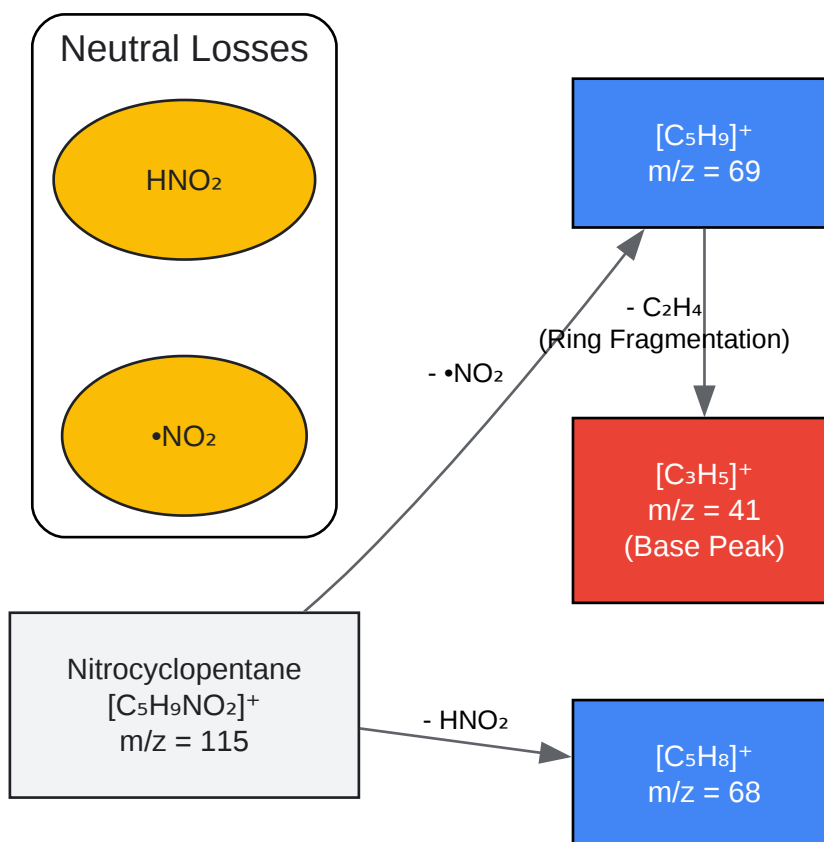 Neutral Losses
HNO₂
•NO₂
[C₅H₉]⁺
m/z = 69
- C₂H₄
(Ring Fragmentation)
- •NO₂
[C₃H₅]⁺
m/z = 41
(Base Peak)
Nitrocyclopentane
[C₅H₉NO₂]⁺
m/z = 115
- HNO₂
[C₅H₈]⁺
m/z = 68